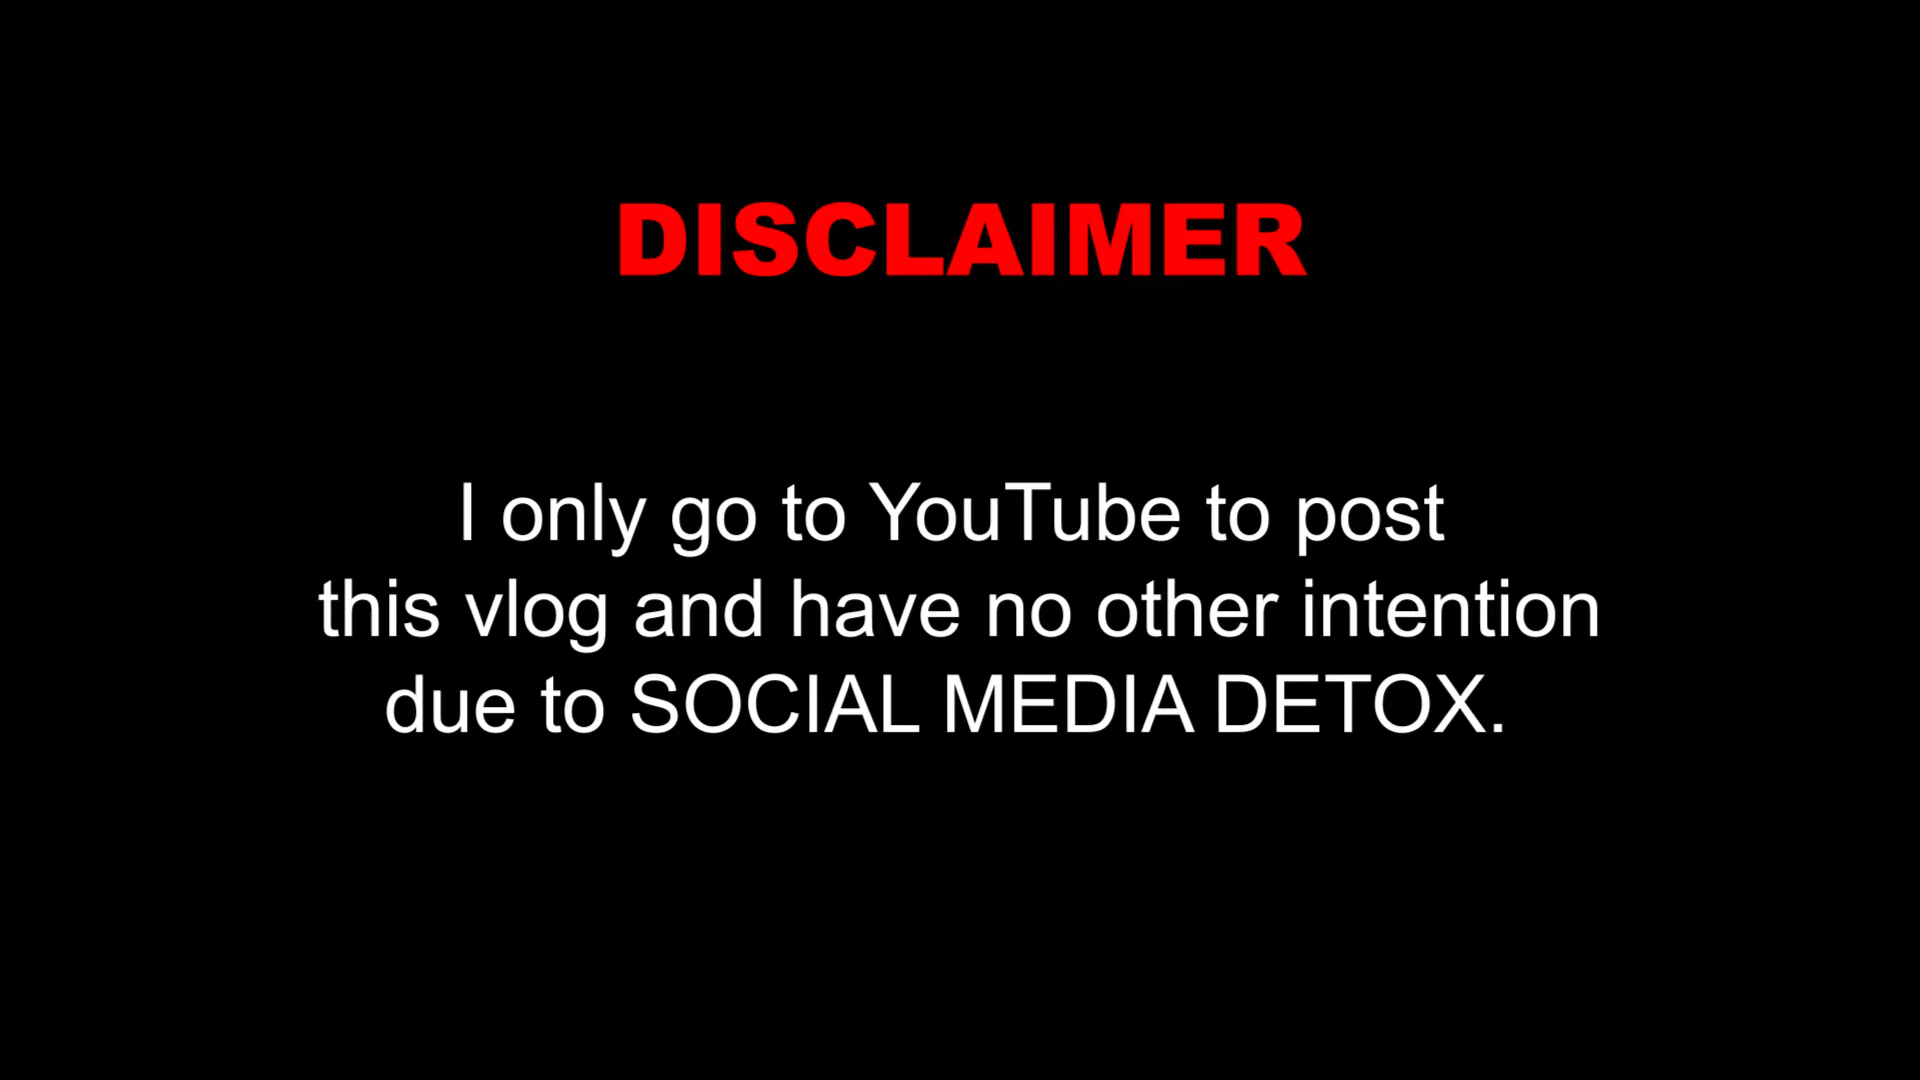 DISCLAIMER
I only go to YouTube to post
this vlog and have no other intention
due to SOCIAL MEDIA DETOX.